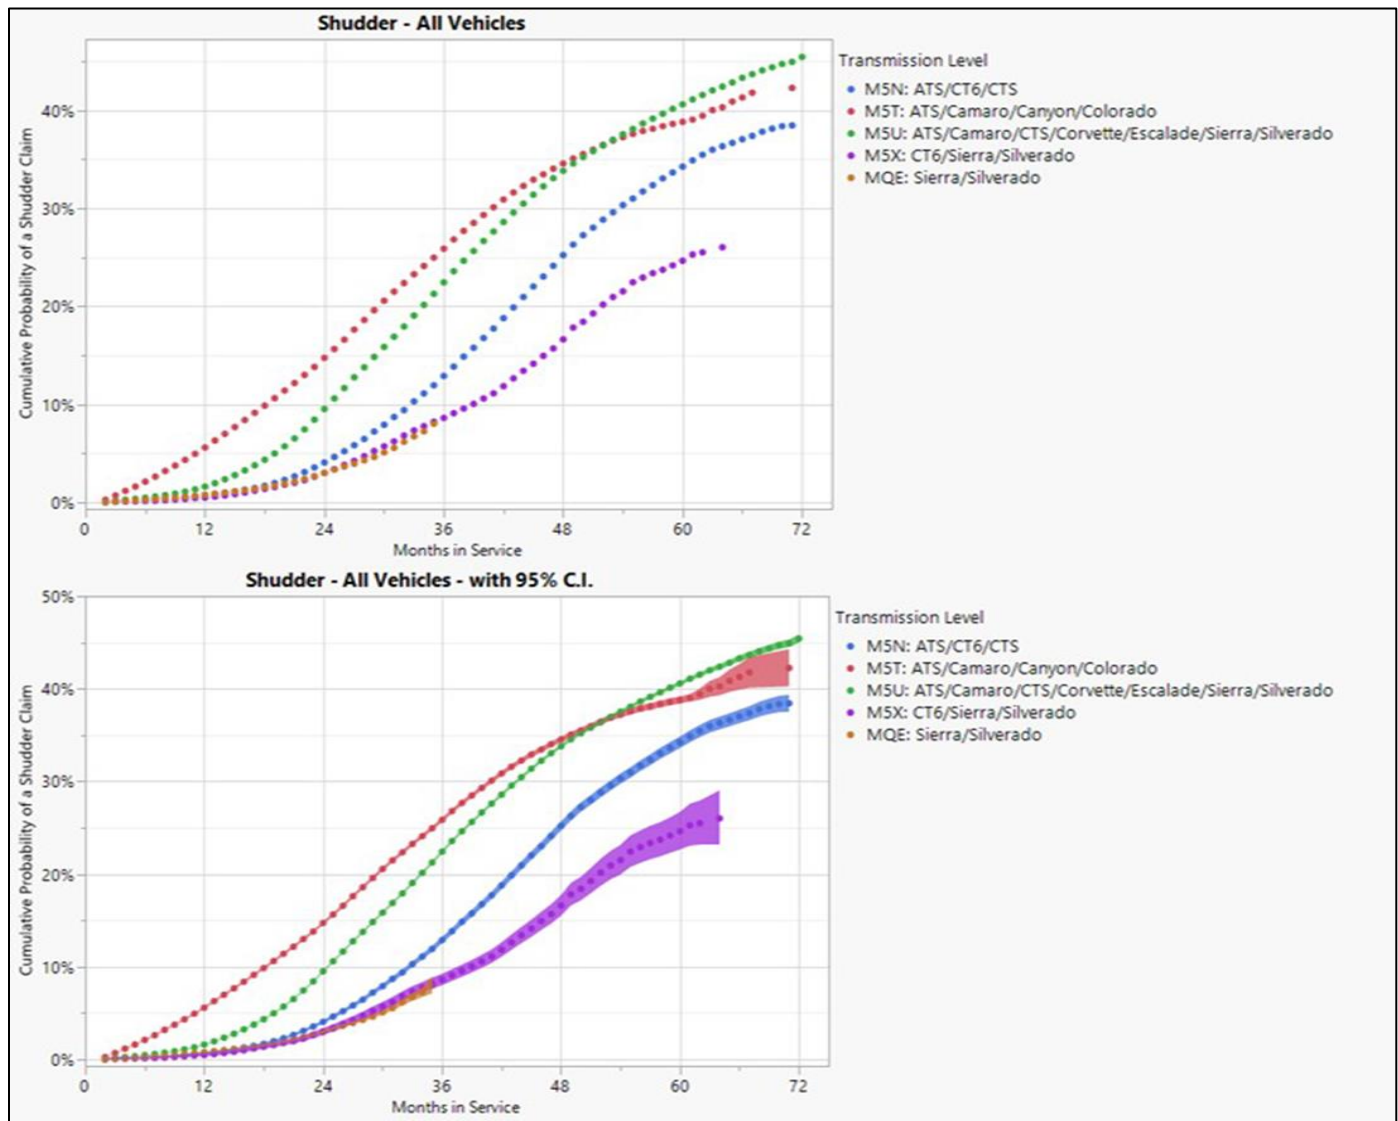 Shudder - All Vehicles
Cumulative Probability of a Shudder Claim
40%
30%
20%
10%
0%
0 12 24 36 48 60 72
Months in Service
Transmission Level
M5N: ATS/CT6/CTS
M5T: ATS/Camaro/Canyon/Colorado
M5U: ATS/Camaro/CTS/Corvette/Escalade/Sierra/Silverado
M5X: CT6/Sierra/Silverado
MQE: Sierra/Silverado
Shudder - All Vehicles - with 95% C.I.
Cumulative Probability of a Shudder Claim
50%
40%
30%
20%
10%
0%
0 12 24 36 48 60 72
Months in Service
Transmission Level
M5N: ATS/CT6/CTS
M5T: ATS/Camaro/Canyon/Colorado
M5U: ATS/Camaro/CTS/Corvette/Escalade/Sierra/Silverado
M5X: CT6/Sierra/Silverado
MQE: Sierra/Silverado